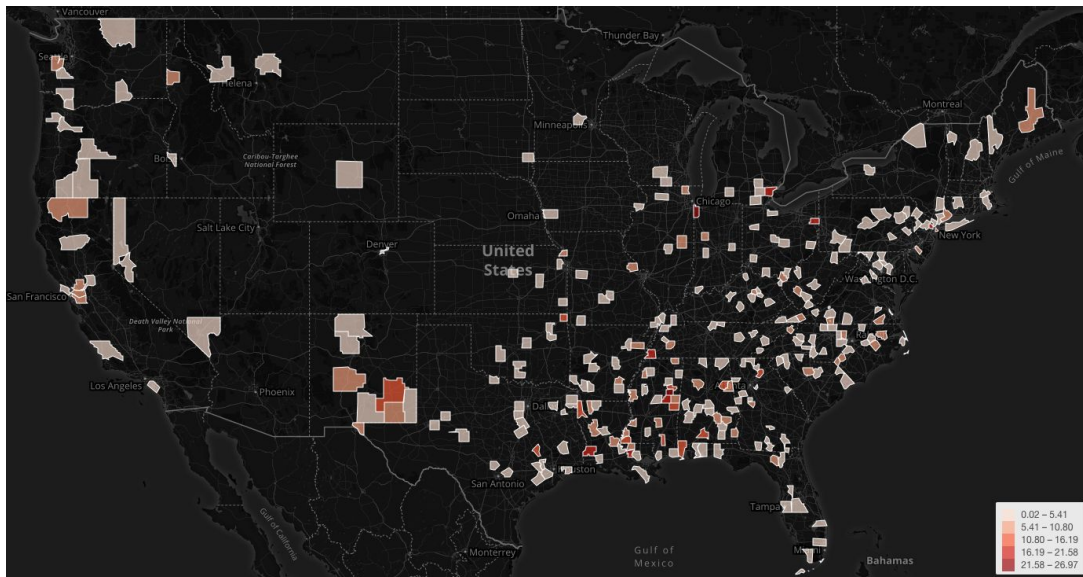 Vancouver
Thunder Bay
Seattle
Montreal
Helena
Minneapolis
Gulf of Maine
Caribou-Targhee
National Forest
Chicago
Omaha
Salt Lake City
New York
Denver
United
States
Washington D.C.
San Francisco
Death Valley National
Park
Los Angeles
Phoenix
Houston
San Antonio
Tampa
Gulf of California
Monterrey
Gulf of
Mexico
Bahamas
0.02 – 5.41
5.41 – 10.80
10.80 – 16.19
16.19 – 21.58
21.58 – 26.97